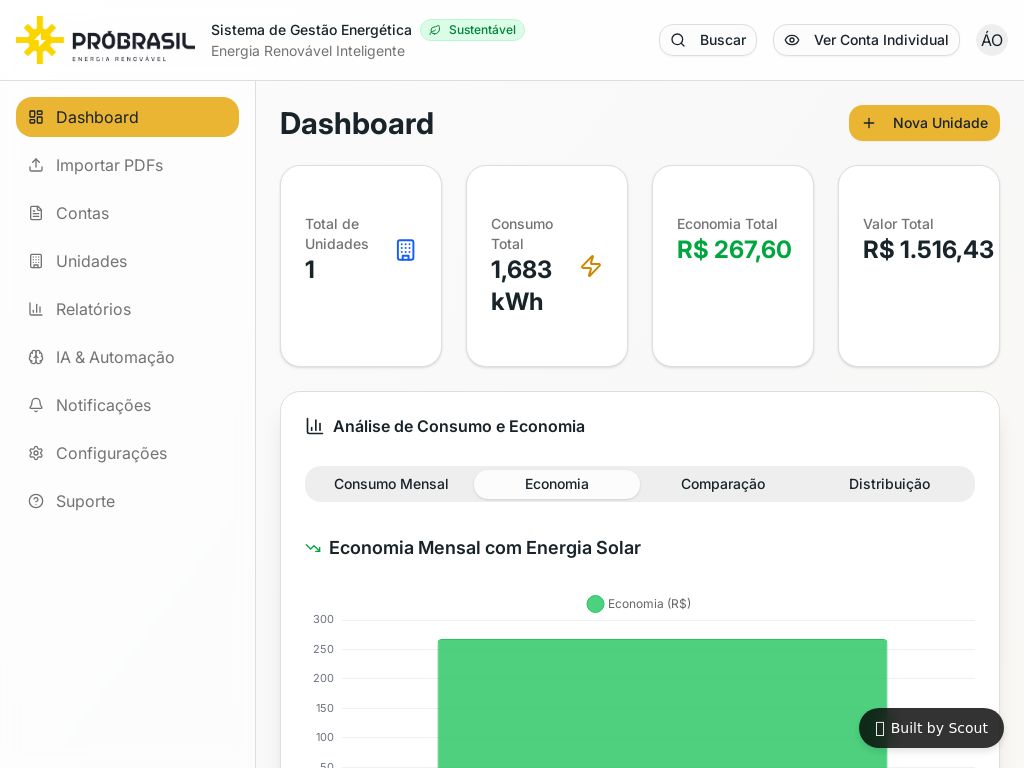 PRÓBRASIL
ENERGIA RENOVÁVEL
Sistema de Gestão Energética
Sustentável
Energia Renovável Inteligente
Buscar
Ver Conta Individual
ÁO
Dashboard
Importar PDFs
Contas
Unidades
Relatórios
IA & Automação
Notificações
Configurações
Suporte
Dashboard
Nova Unidade
Total de
Unidades
1
Consumo
Total
1,683
kWh
Economia Total
R$ 267,60
Valor Total
R$ 1.516,43
Análise de Consumo e Economia
Consumo Mensal
Economia
Comparação
Distribuição
Economia Mensal com Energia Solar
Economia (R$)
300
250
200
150
100
50
Built by Scout